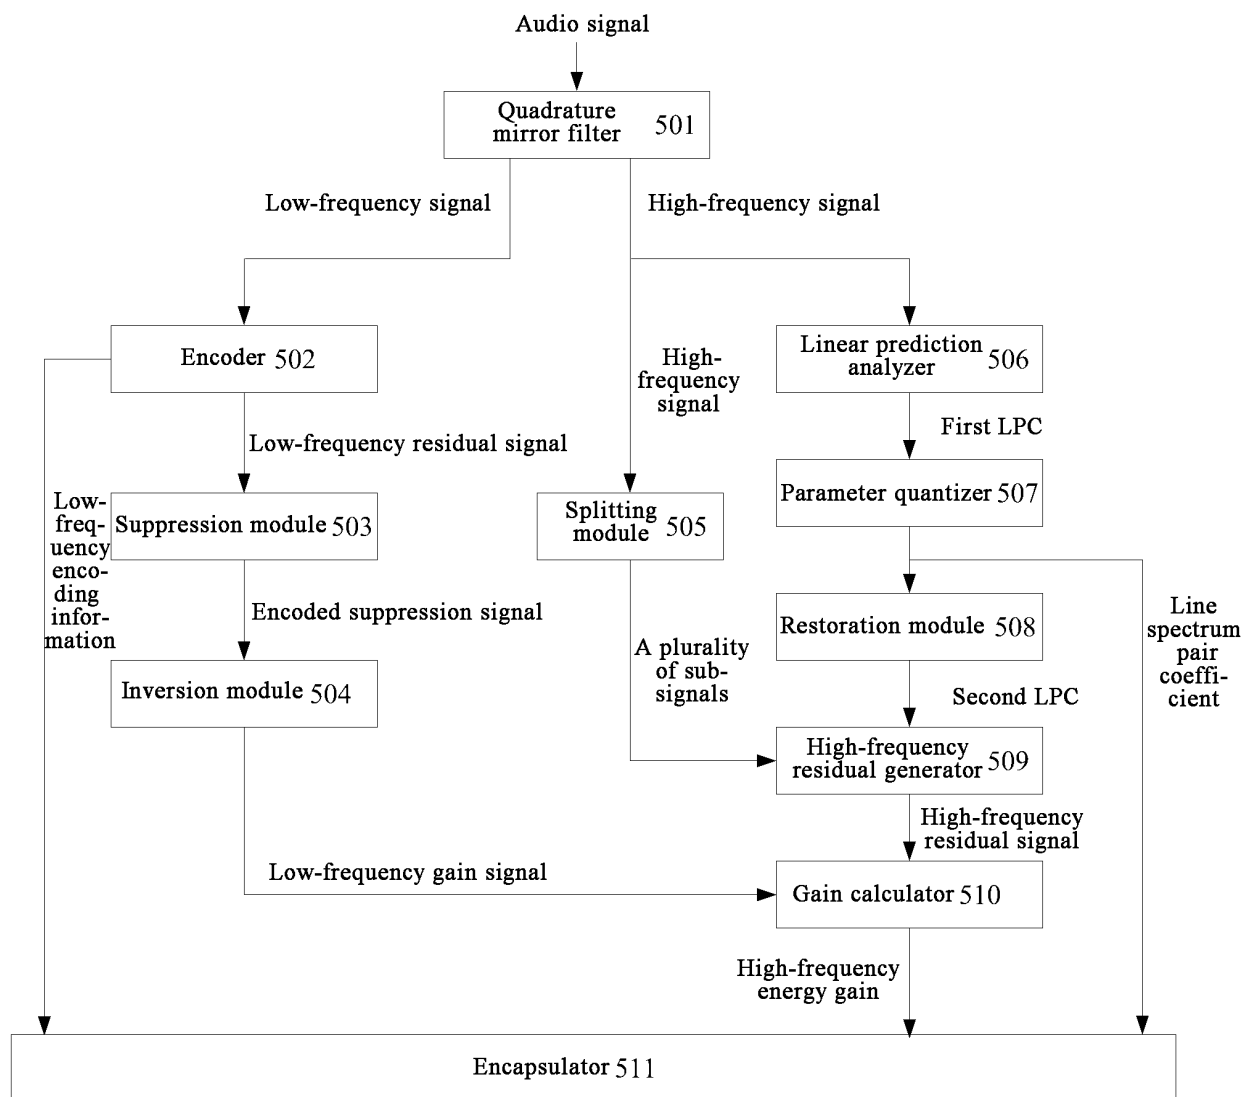 Audio signal
Quadrature
mirror filter 501
Low-frequency signal
High-frequency signal
Encoder 502
High-
frequency
signal
Linear prediction
analyzer 506
First LPC
Low-frequency residual signal
Low-
freq-
uency
enco-
ding
infor-
mation
Suppression module 503
Splitting
module 505
Parameter quantizer 507
Encoded suppression signal
A plurality
of sub-
signals
Restoration module 508
Line
spectrum
pair
coeffi-
cient
Inversion module 504
Second LPC
High-frequency
residual generator 509
High-frequency
residual signal
Low-frequency gain signal
Gain calculator 510
High-frequency
energy gain
Encapsulator 511